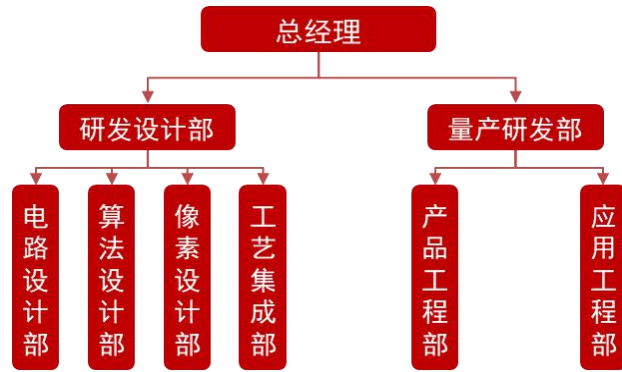 总经理
研发设计部
量产研发部
电路设计部
算法设计部
像素设计部
工艺集成部
产品工程部
应用工程部